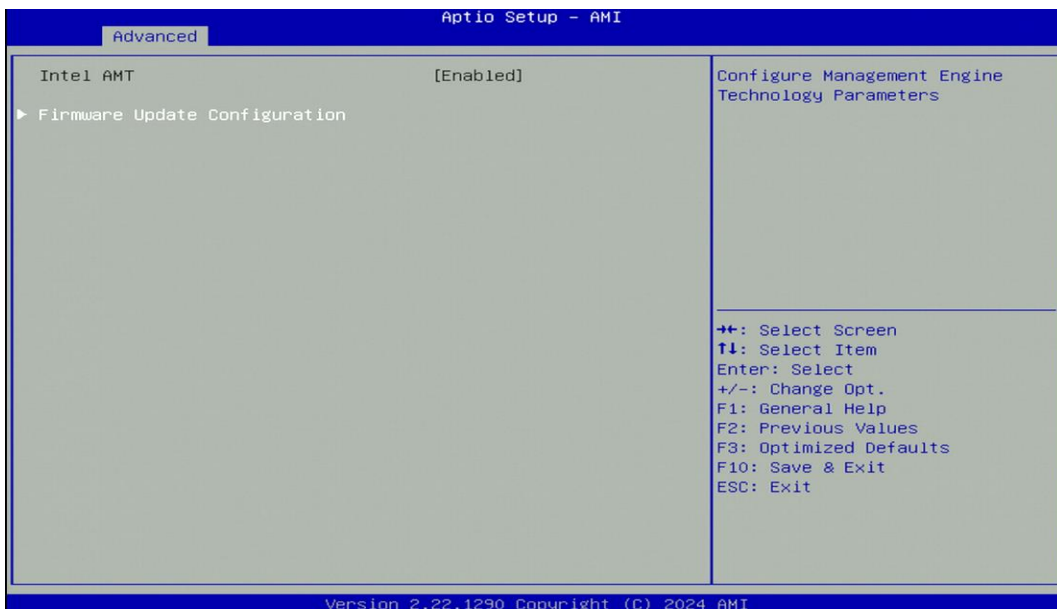 Aptio Setup – AMI
Advanced
Intel AMT [Enabled]
▶ Firmware Update Configuration
Configure Management Engine
Technology Parameters
→←: Select Screen
↑↓: Select Item
Enter: Select
+/-: Change Opt.
F1: General Help
F2: Previous Values
F3: Optimized Defaults
F10: Save & Exit
ESC: Exit
Version 2.22.1290 Copyright (C) 2024 AMI